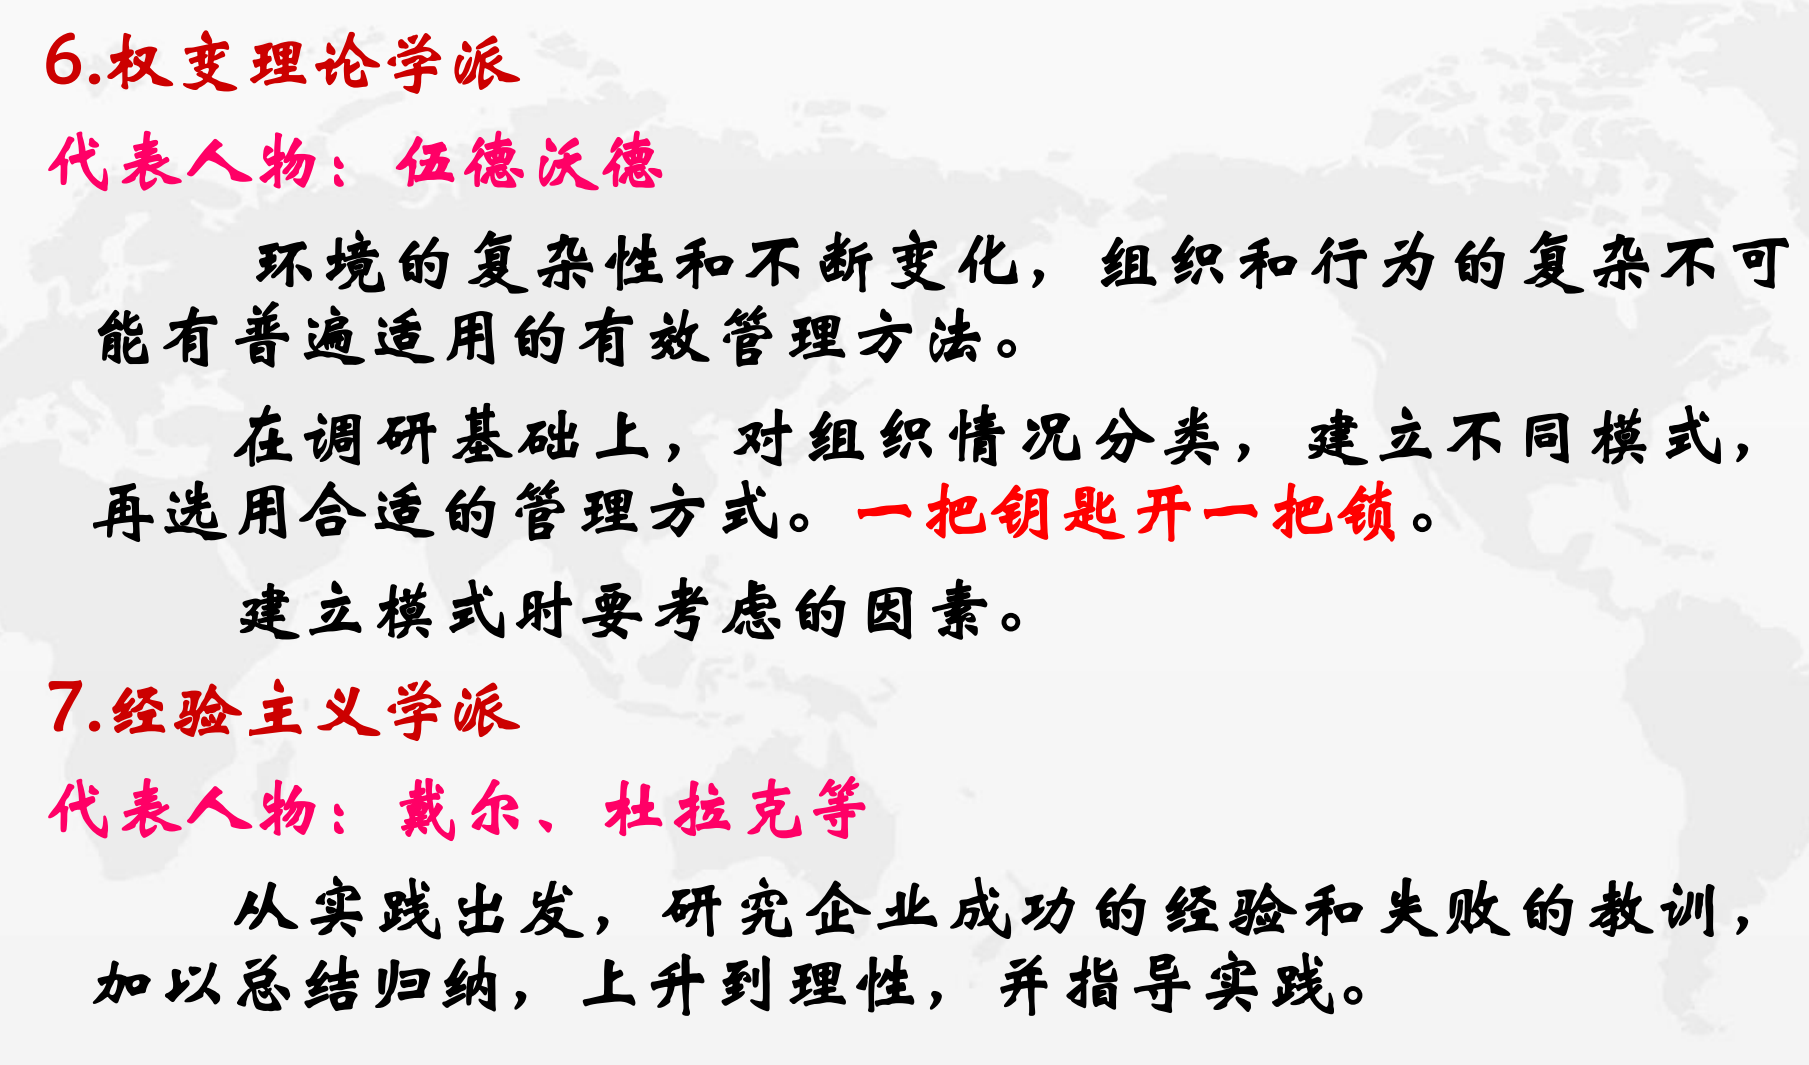 6.权变理论学派
代表人物：伍德沃德
环境的复杂性和不断变化，组织和行为的复杂不可
能有普遍适用的有效管理方法。
在调研基础上，对组织情况分类，建立不同模式，
再选用合适的管理方式。一把钥匙开一把锁。
建立模式时要考虑的因素。
7.经验主义学派
代表人物：戴尔、杜拉克等
从实践出发，研究企业成功的经验和失败的教训，
加以总结归纳，上升到理性，并指导实践。